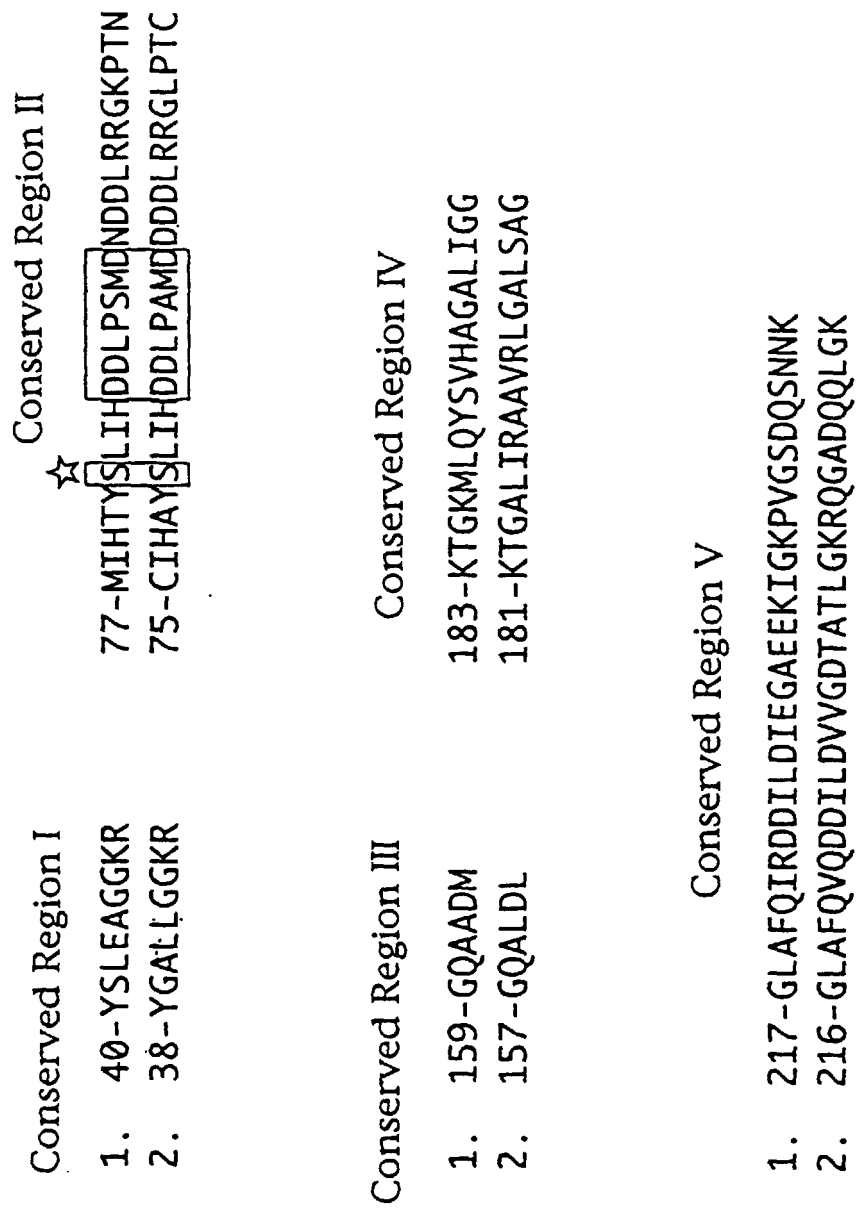 Conserved Region I
1. 40-YSLEAGGKR
2. 38-YGALLGGKR
Conserved Region II
77-MIHTYSLIHDDLPSMDNDDLRRGKPTN
75-CIHAYSLIHDDLPAMDDDDLRRGLPTC
Conserved Region III
1. 159-GQAADM
2. 157-GQALDL
Conserved Region IV
183-KTGKMLQYSVHAGALIGG
181-KTGALIRAAVRLGALSAG
Conserved Region V
1. 217-GLAFQIRDDILDIEGAEEKIGKPVGSDQSNNK
2. 216-GLAFQVQDDILDVVGDTATLGKRQGADQQLGK